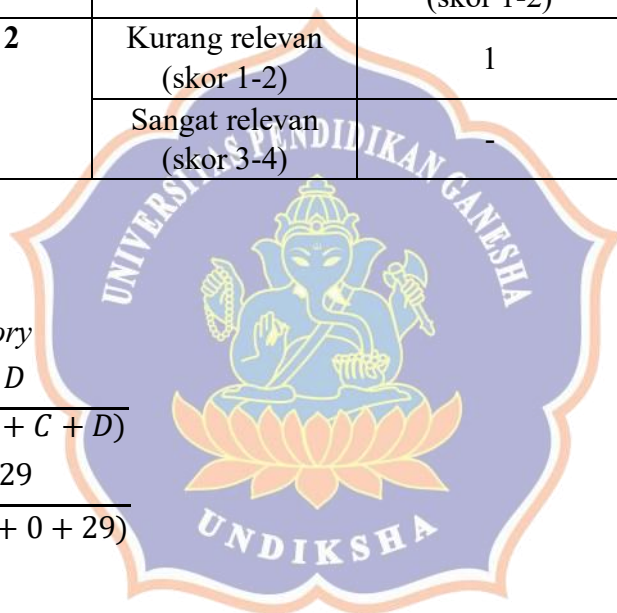 (skor 1-2)
2
Kurang relevan
(skor 1-2)
1
Sangat relevan
(skor 3-4)
-
UNIVERSITAS PENDIDIKAN GANESHA
ory
D
+ C + D)
29
+ 0 + 29)
UNDIKSHA